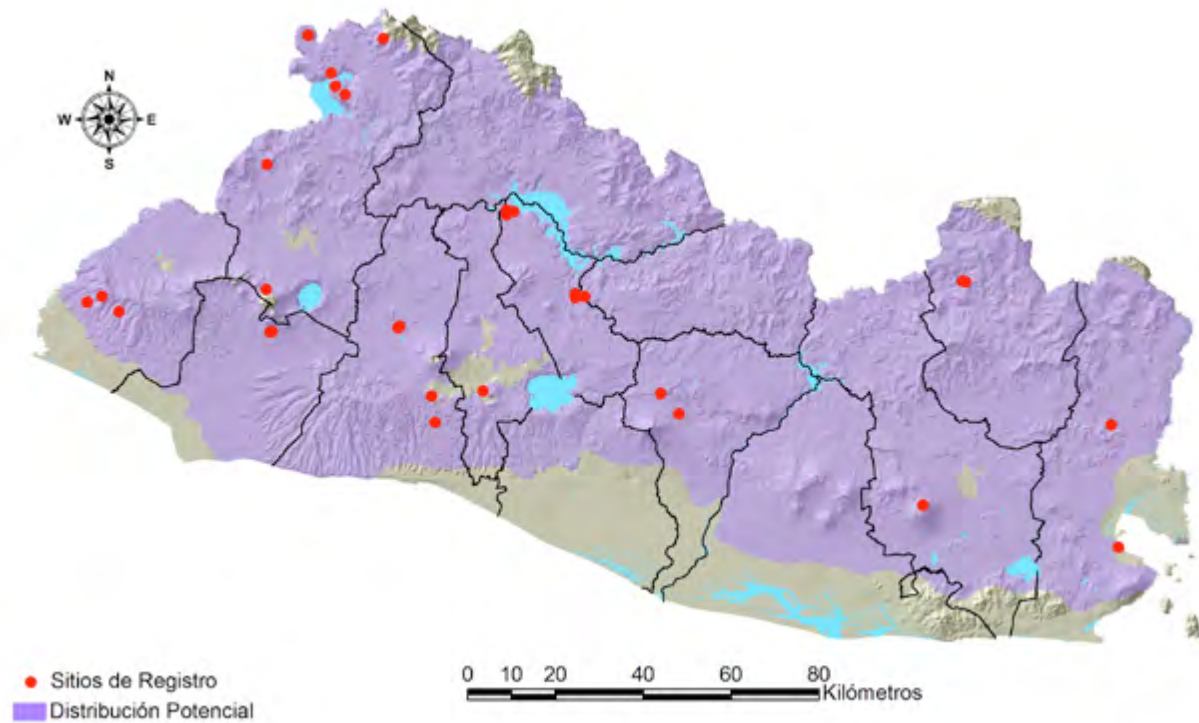 N
W E
S
0 10 20 40 60 80
Kilómetros
Sitios de Registro
Distribución Potencial